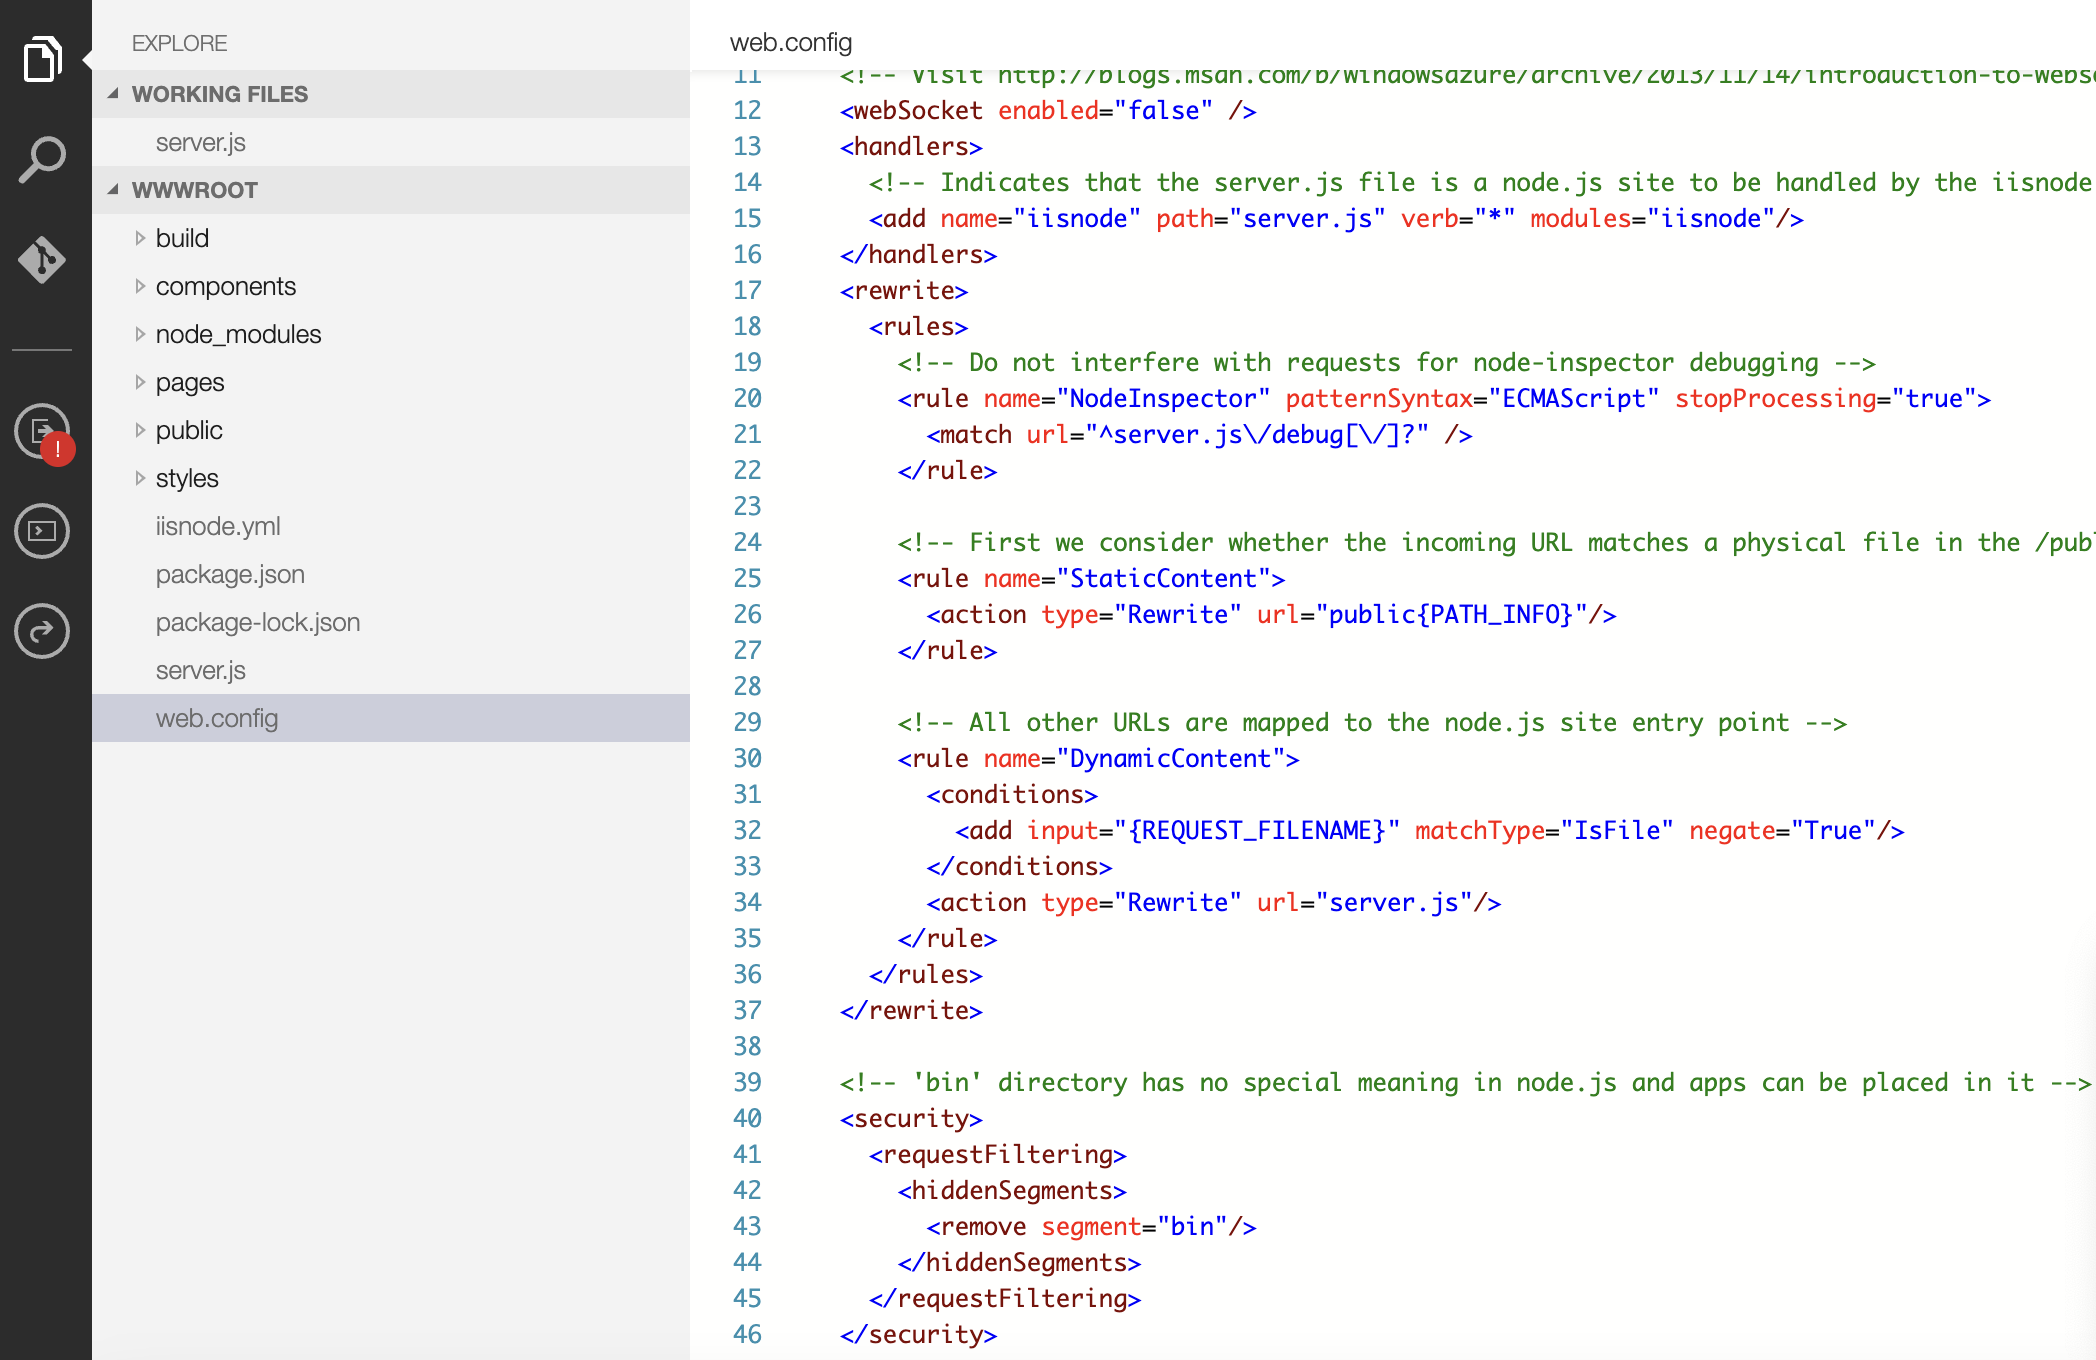 EXPLORE
WORKING FILES
server.js
WWWROOT
build
components
node_modules
pages
public
styles
iisnode.yml
package.json
package-lock.json
server.js
web.config
!
web.config
11 <!-- Visit http://blogs.msdn.com/b/windowsazure/archive/2013/11/14/introduction-to-webso
12 <webSocket enabled="false" />
13 <handlers>
14 <!-- Indicates that the server.js file is a node.js site to be handled by the iisnode
15 <add name="iisnode" path="server.js" verb="*" modules="iisnode"/>
16 </handlers>
17 <rewrite>
18 <rules>
19 <!-- Do not interfere with requests for node-inspector debugging -->
20 <rule name="NodeInspector" patternSyntax="ECMAScript" stopProcessing="true">
21 <match url="^server.js\/debug[\/]?" />
22 </rule>
23
24 <!-- First we consider whether the incoming URL matches a physical file in the /publ
25 <rule name="StaticContent">
26 <action type="Rewrite" url="public{PATH_INFO}"/>
27 </rule>
28
29 <!-- All other URLs are mapped to the node.js site entry point -->
30 <rule name="DynamicContent">
31 <conditions>
32 <add input="{REQUEST_FILENAME}" matchType="IsFile" negate="True"/>
33 </conditions>
34 <action type="Rewrite" url="server.js"/>
35 </rule>
36 </rules>
37 </rewrite>
38
39 <!-- 'bin' directory has no special meaning in node.js and apps can be placed in it -->
40 <security>
41 <requestFiltering>
42 <hiddenSegments>
43 <remove segment="bin"/>
44 </hiddenSegments>
45 </requestFiltering>
46 </security>